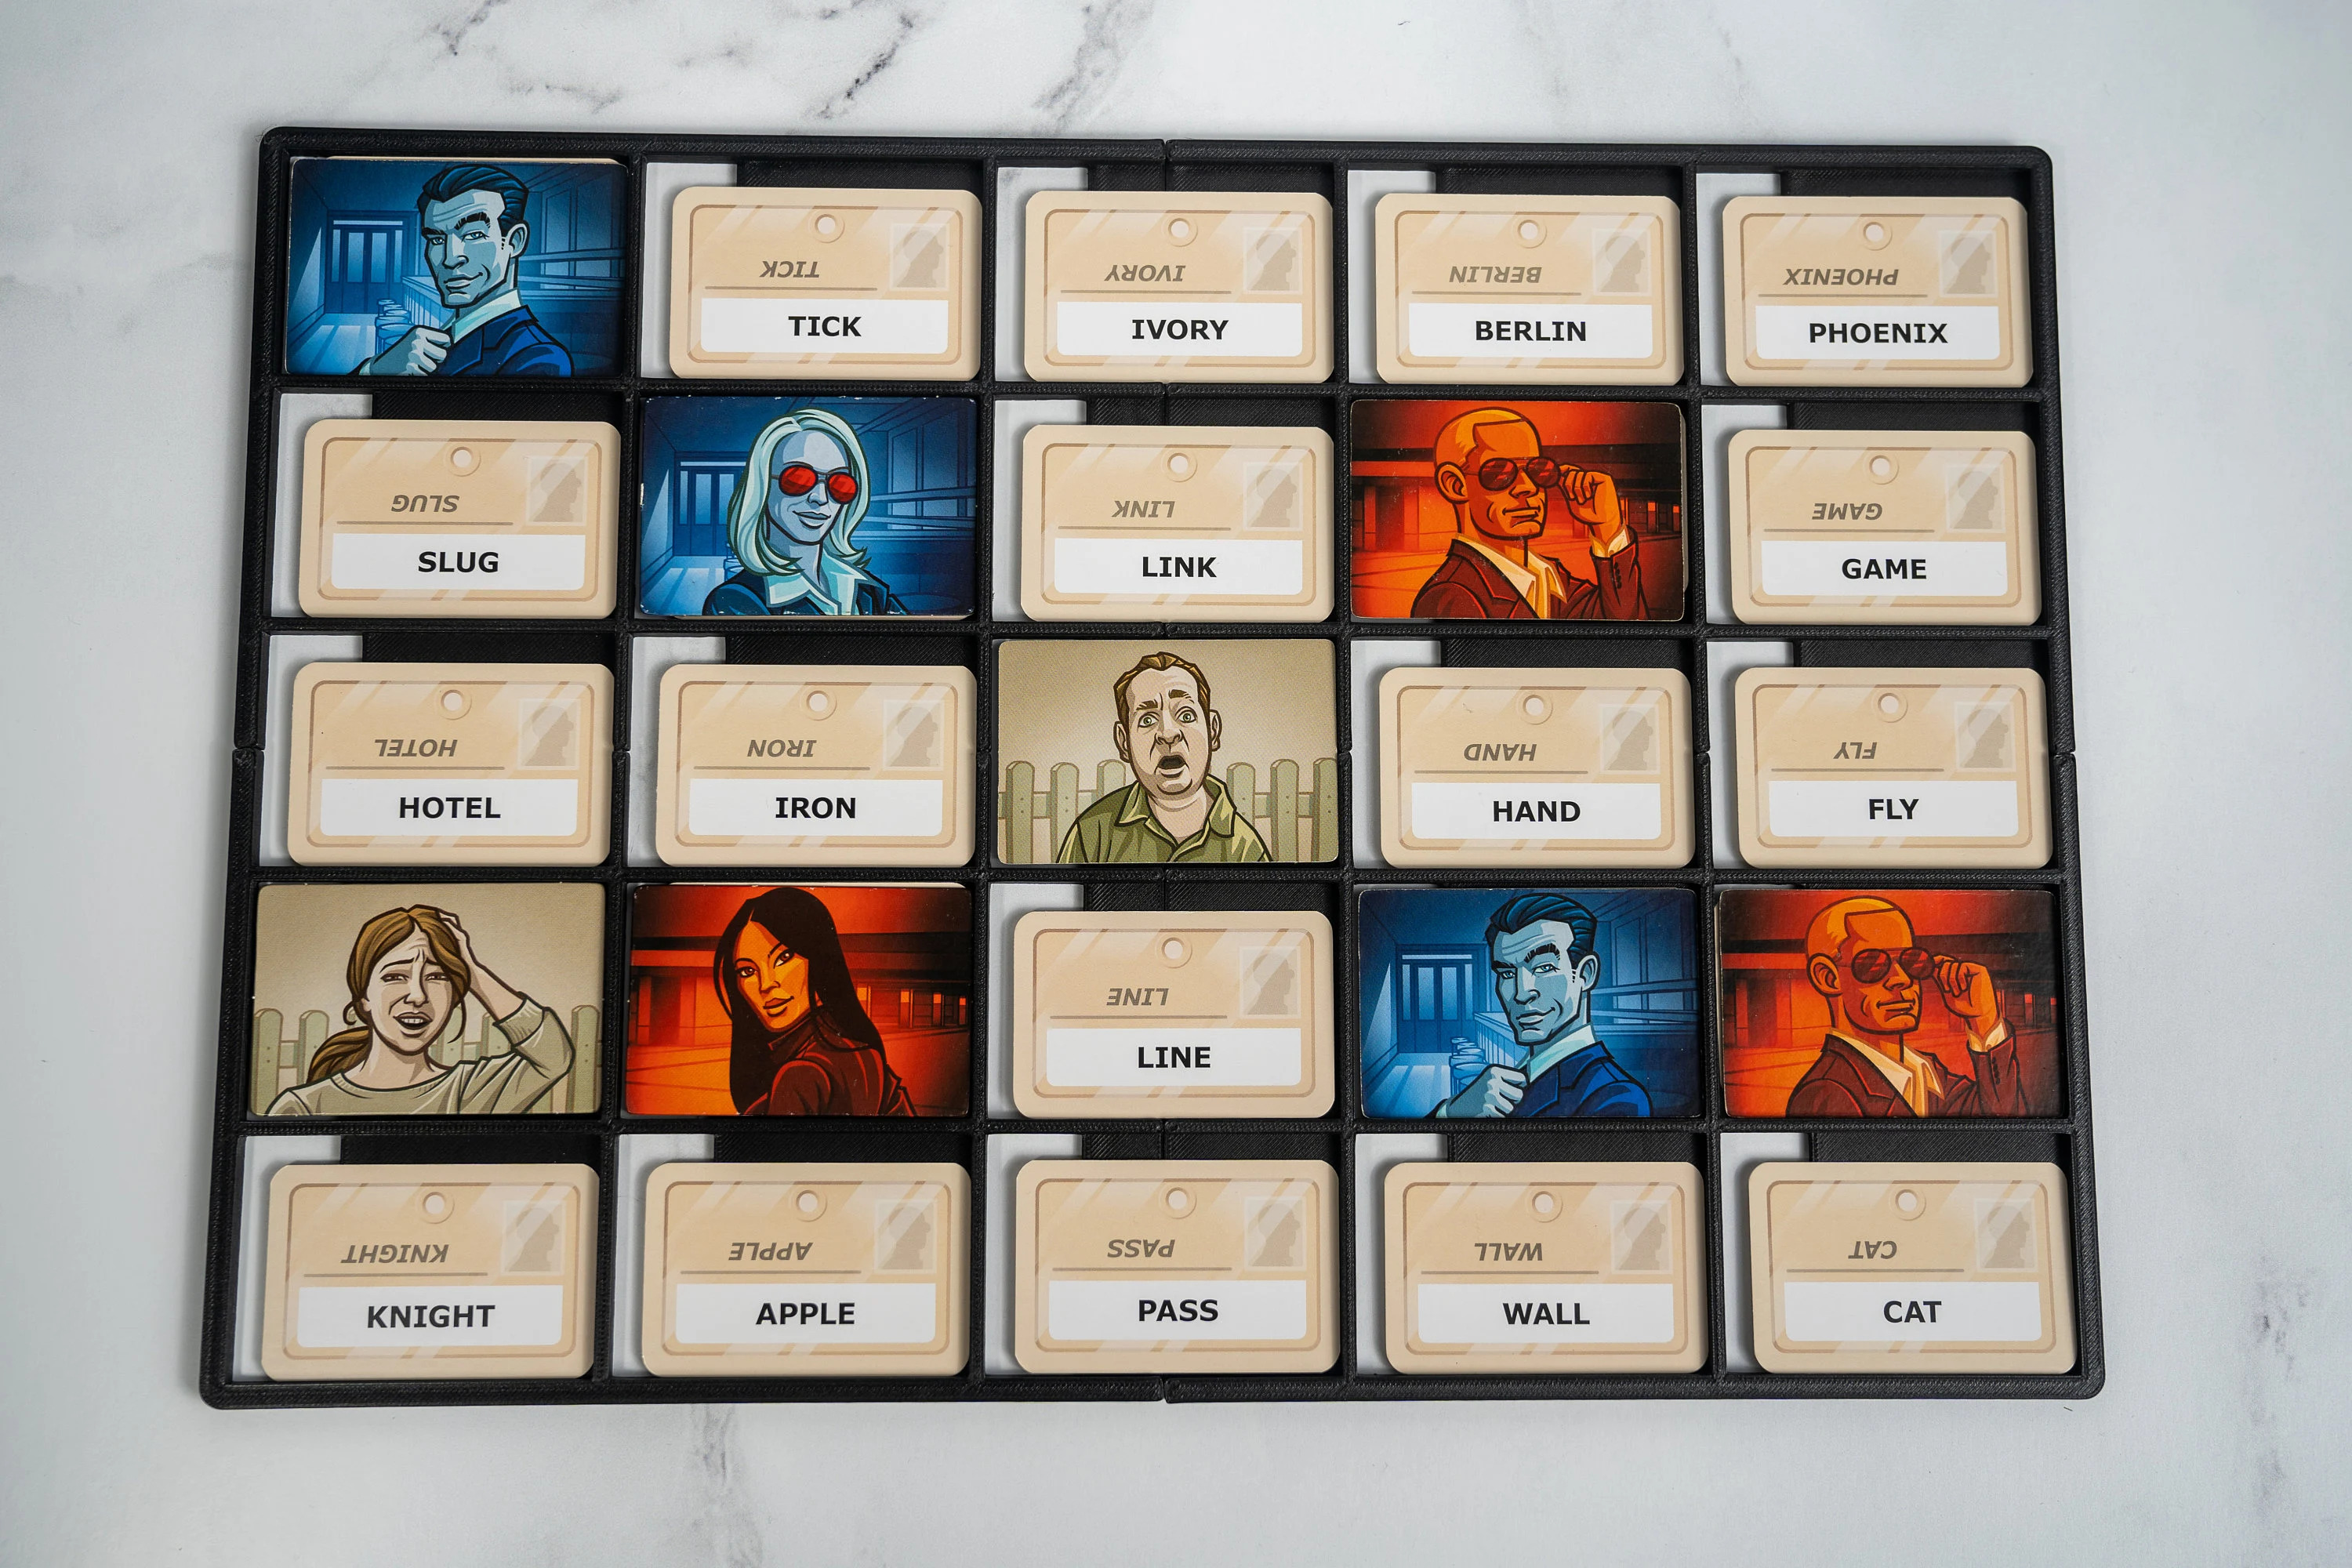 TICK
TICK
IVORY
IVORY
BERLIN
BERLIN
PHOENIX
PHOENIX
SLUG
SLUG
LINK
LINK
GAME
GAME
HOTEL
HOTEL
IRON
IRON
HAND
HAND
FLY
FLY
LINE
LINE
KNIGHT
KNIGHT
APPLE
APPLE
PASS
PASS
WALL
WALL
CAT
CAT